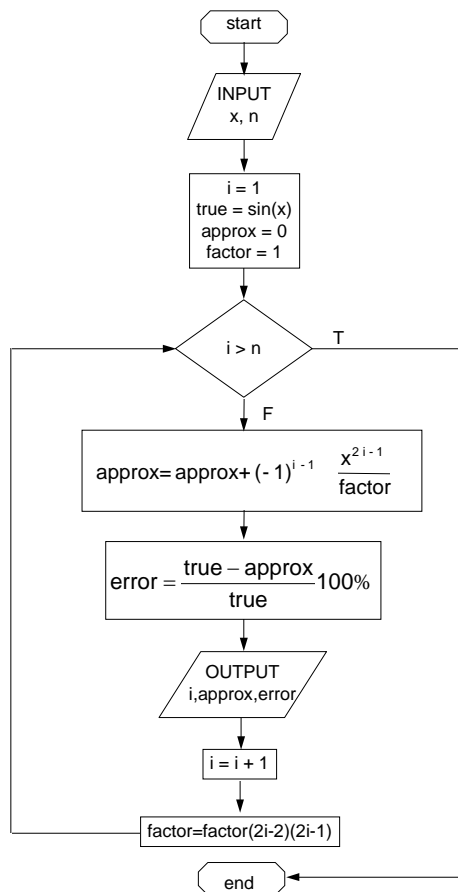 start
INPUT
x, n
i = 1
true = sin(x)
approx = 0
factor = 1
i > n
T
F
approx= approx+ (- 1)^{i - 1} x^{2 i - 1} / factor
error = true − approx / true 100%
OUTPUT
i,approx,error
i = i + 1
factor=factor(2i-2)(2i-1)
end